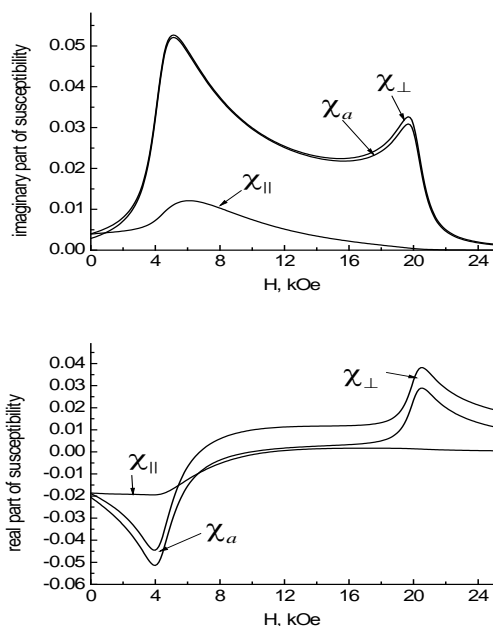 imaginary part of susceptibility
0.05
0.04
0.03
0.02
0.01
0.00
χ⊥
χa
χ||
0 4 8 12 16 20 24
H, kOe
real part of susceptibility
0.04
0.03
0.02
0.01
0.00
-0.01
-0.02
-0.03
-0.04
-0.05
-0.06
χ⊥
χ||
χa
0 4 8 12 16 20 24
H, kOe